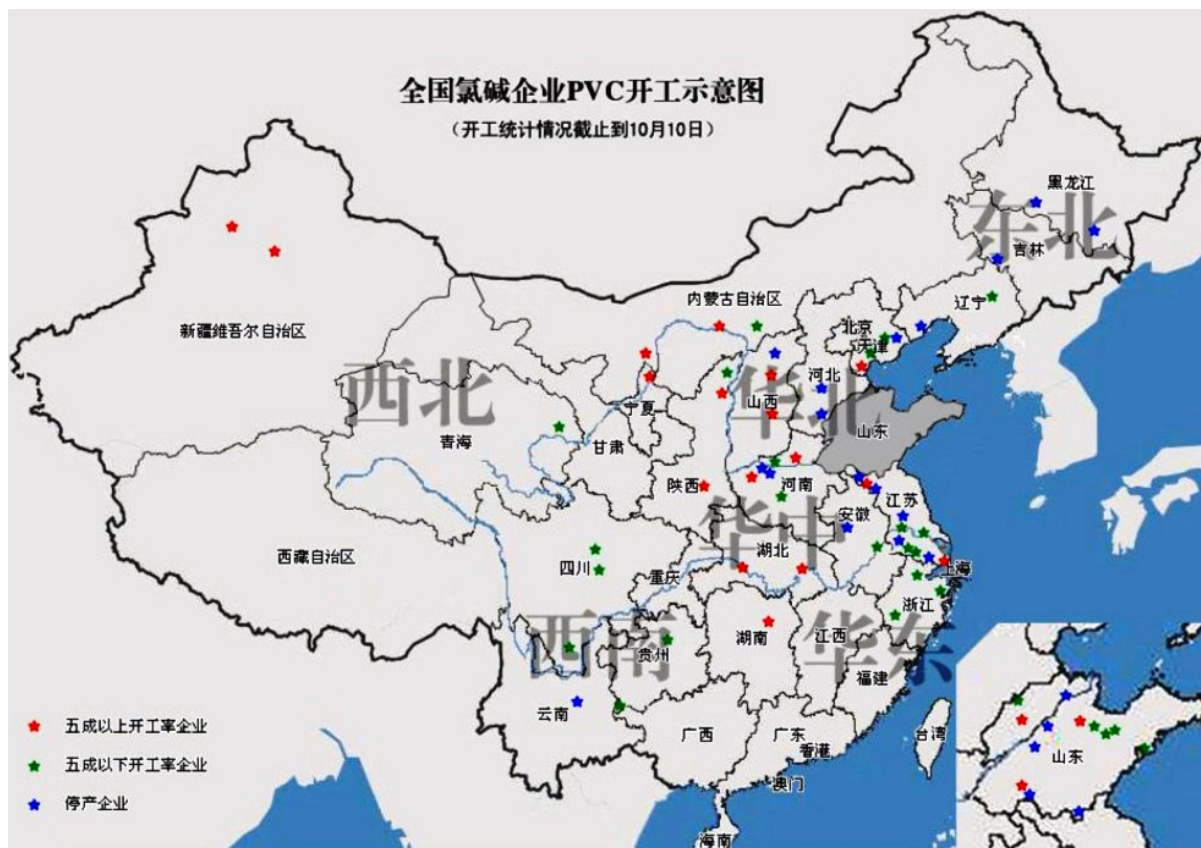 全国氯碱企业PVC开工示意图
（开工统计情况截止到10月10日）
黑龙江
东北
吉林
辽宁
内蒙古自治区
北京
天津
新疆维吾尔自治区
西北
河北
华北
山西
宁夏
山东
青海
甘肃
陕西
河南
江苏
安徽
华中
西藏自治区
湖北
四川
重庆
上海
浙江
西南
贵州
湖南
江西
华东
福建
云南
广西
广东
台湾
香港
澳门
海南
山东
五成以上开工率企业
五成以下开工率企业
停产企业